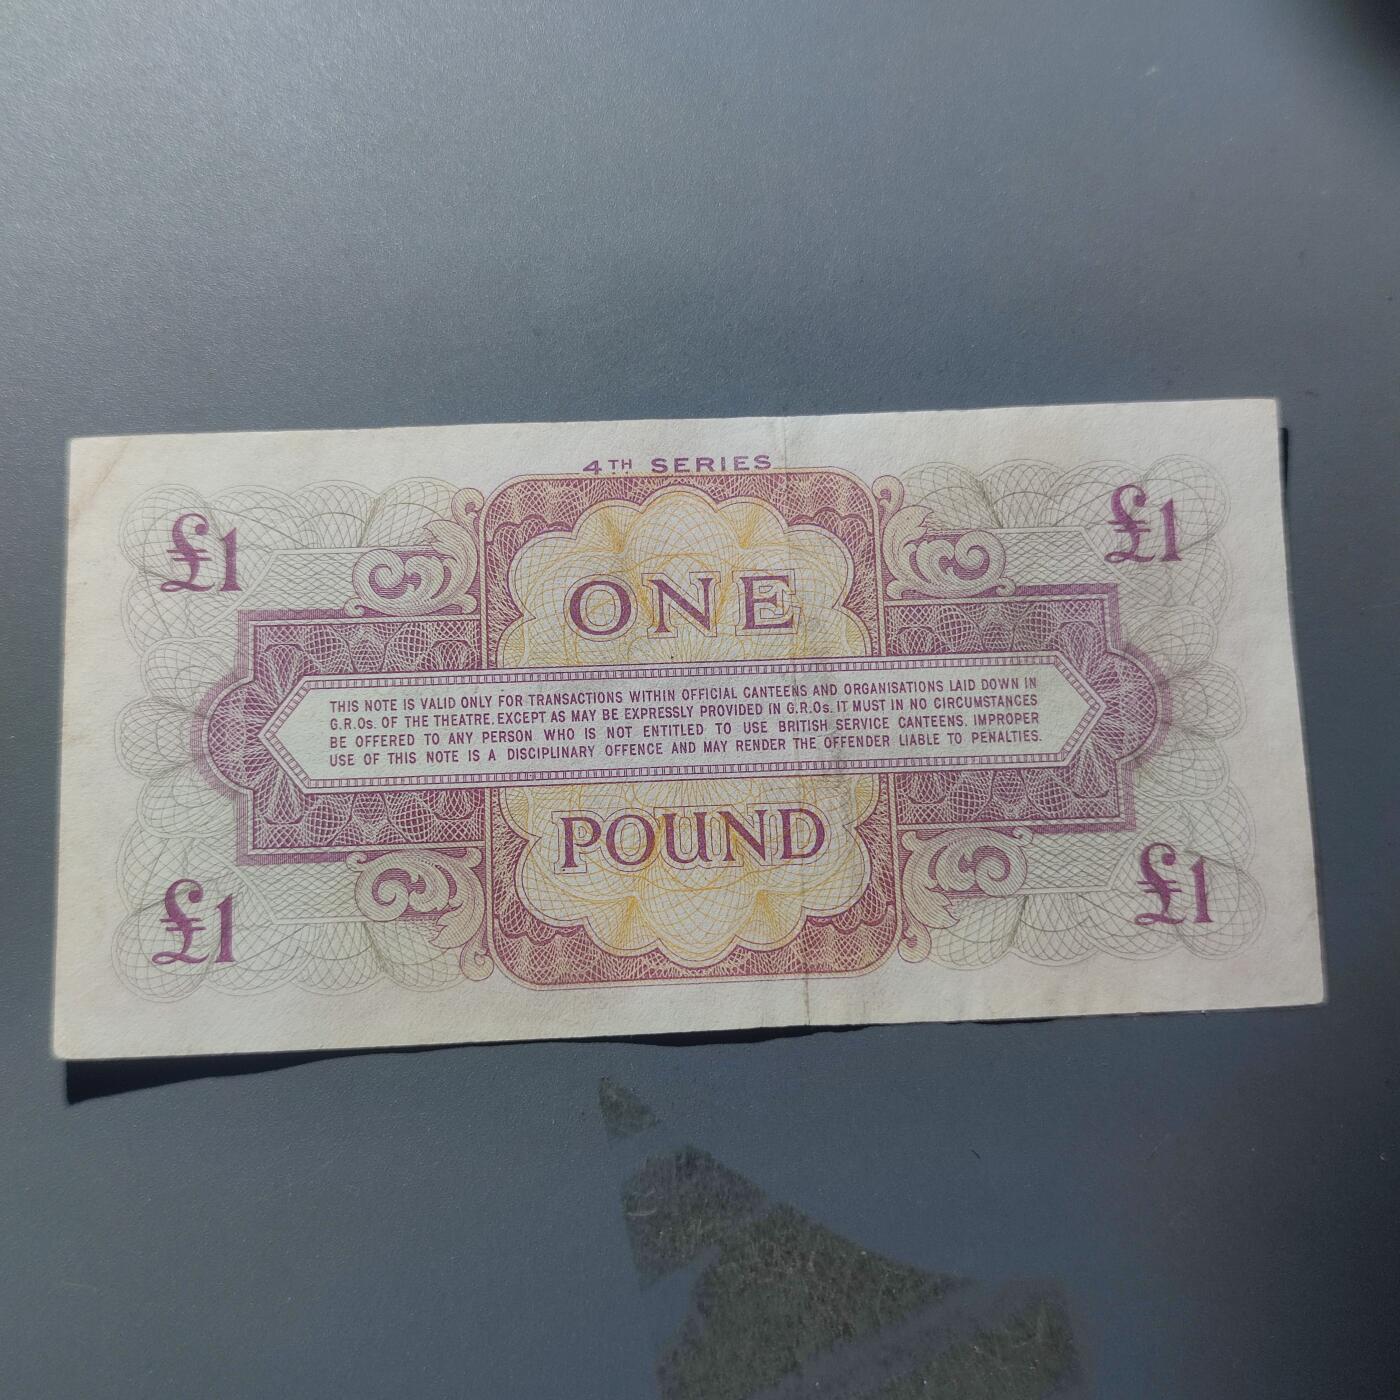 4TH SERIES
£1 £1
ONE
THIS NOTE IS VALID ONLY FOR TRANSACTIONS WITHIN OFFICIAL CANTEENS AND ORGANISATIONS LAID DOWN IN
G.R.Os. OF THE THEATRE. EXCEPT AS MAY BE EXPRESSLY PROVIDED IN G.R.Os. IT MUST IN NO CIRCUMSTANCES
BE OFFERED TO ANY PERSON WHO IS NOT ENTITLED TO USE BRITISH SERVICE CANTEENS. IMPROPER
USE OF THIS NOTE IS A DISCIPLINARY OFFENCE AND MAY RENDER THE OFFENDER LIABLE TO PENALTIES.
POUND
£1 £1